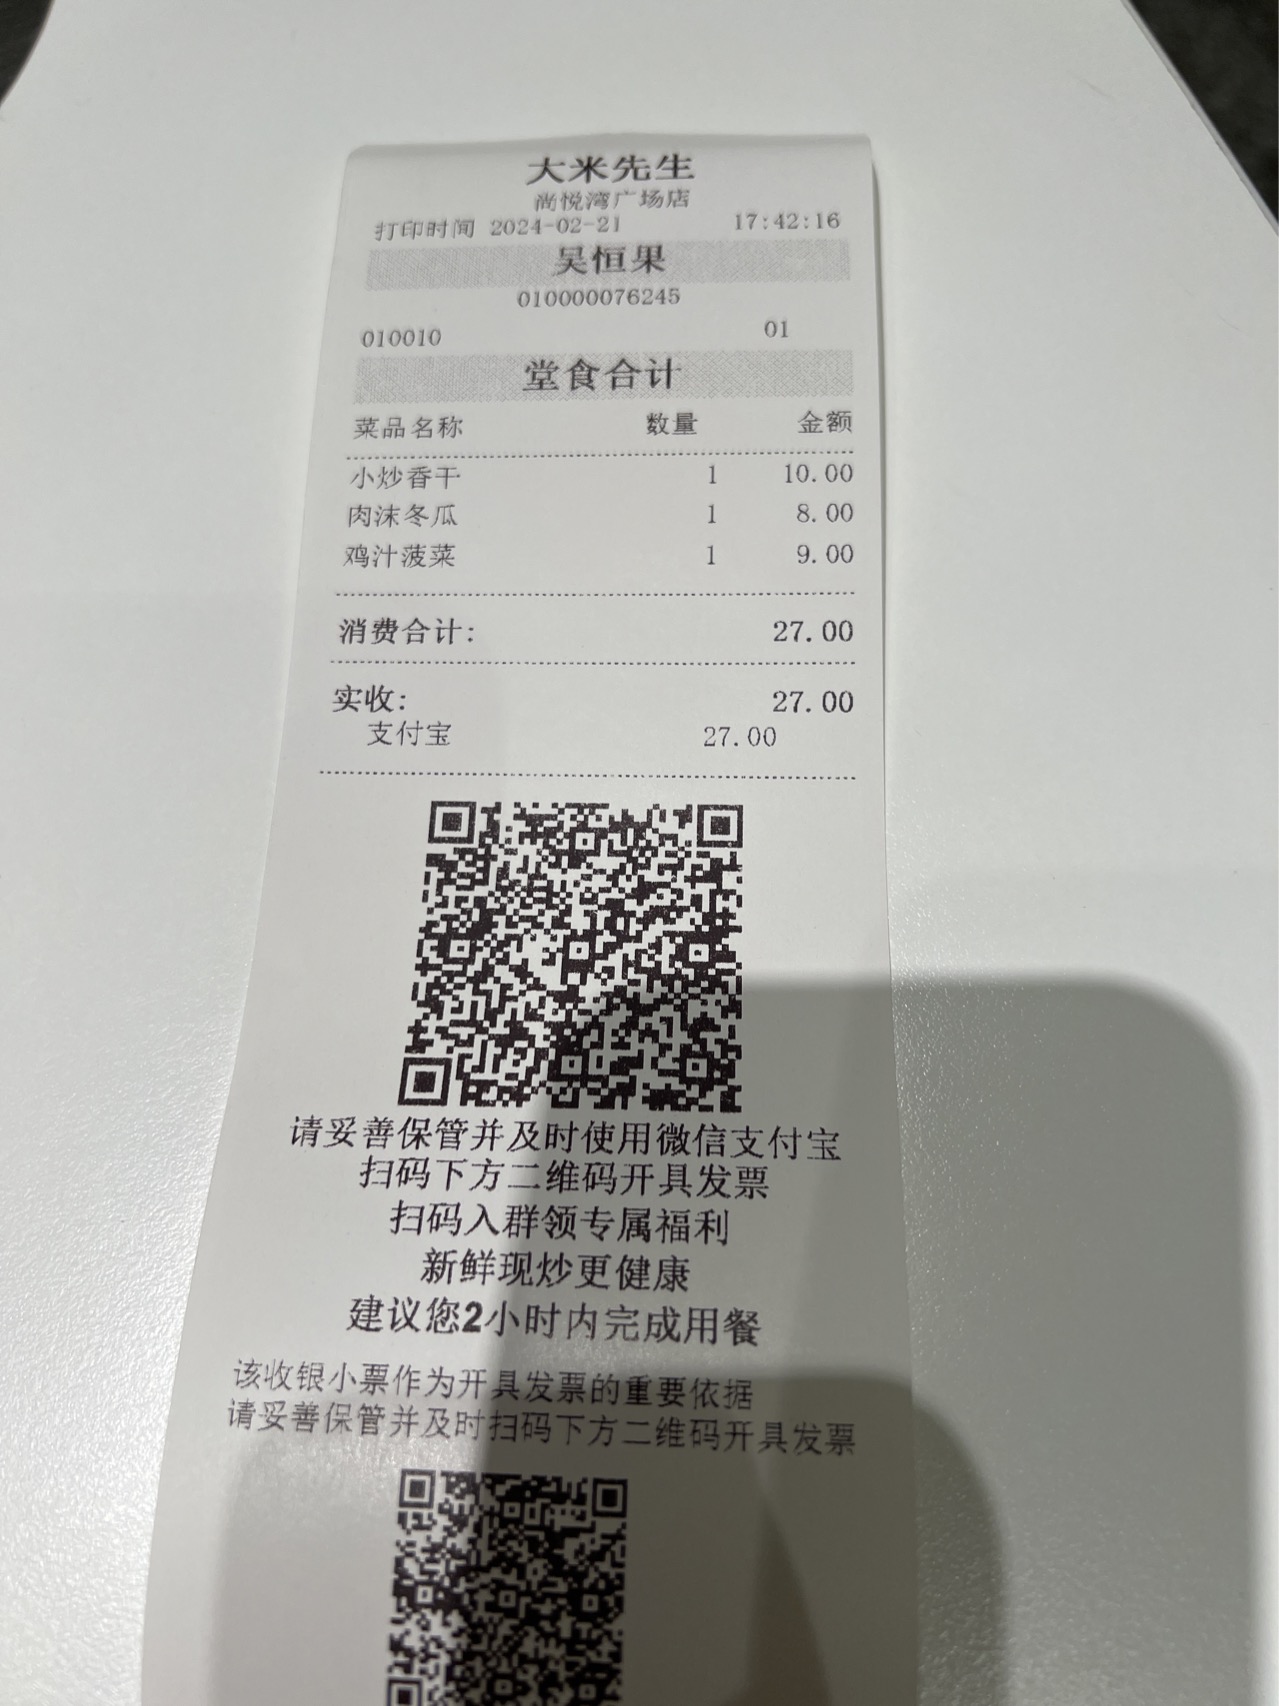 大米先生
尚悦湾广场店
打印时间 2024-02-21 17:42:16
吴恒果
010000076245
010010 01
堂食合计
菜品名称 数量 金额
小炒香干 1 10.00
肉沫冬瓜 1 8.00
鸡汁菠菜 1 9.00
消费合计: 27.00
实收: 27.00
支付宝 27.00
请妥善保管并及时使用微信支付宝
扫码下方二维码开具发票
扫码入群领专属福利
新鲜现炒更健康
建议您2小时内完成用餐
该收银小票作为开具发票的重要依据
请妥善保管并及时扫码下方二维码开具发票